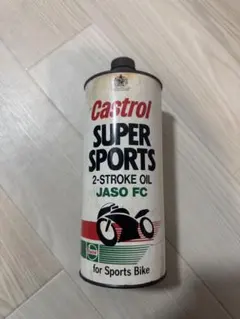 Castrol
SUPER
SPORTS
2-STROKE OIL
JASO FC
for Sports Bike